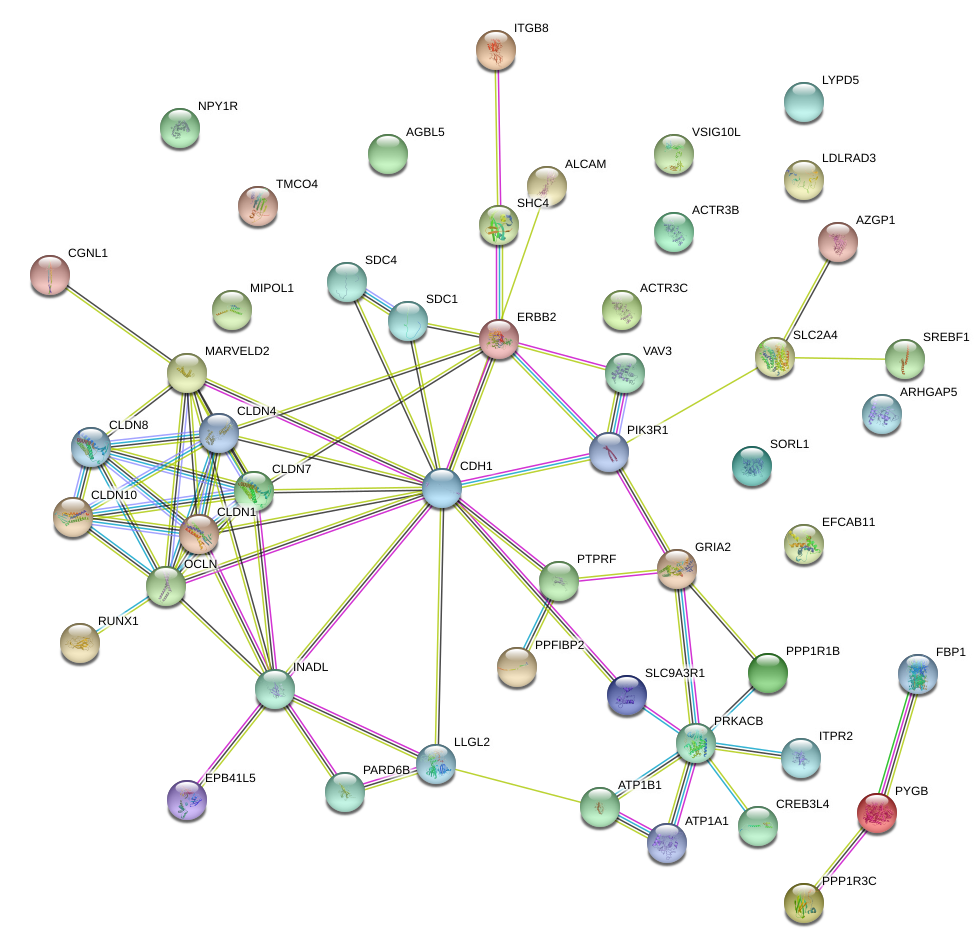 ITGB8
LYPD5
NPY1R
AGBL5
VSIG10L
ALCAM
LDLRAD3
TMCO4
SHC4
ACTR3B
AZGP1
CGNL1
SDC4
MIPOL1
SDC1
ACTR3C
ERBB2
SLC2A4
SREBF1
MARVELD2
VAV3
ARHGAP5
CLDN4
CLDN8
PIK3R1
SORL1
CLDN7
CDH1
CLDN10
CLDN1
EFCAB11
GRIA2
OCLN
PTPRF
RUNX1
PPFIBP2
PPP1R1B
FBP1
INADL
SLC9A3R1
PRKACB
ITPR2
LLGL2
EPB41L5
PARD6B
ATP1B1
PYGB
CREB3L4
ATP1A1
PPP1R3C